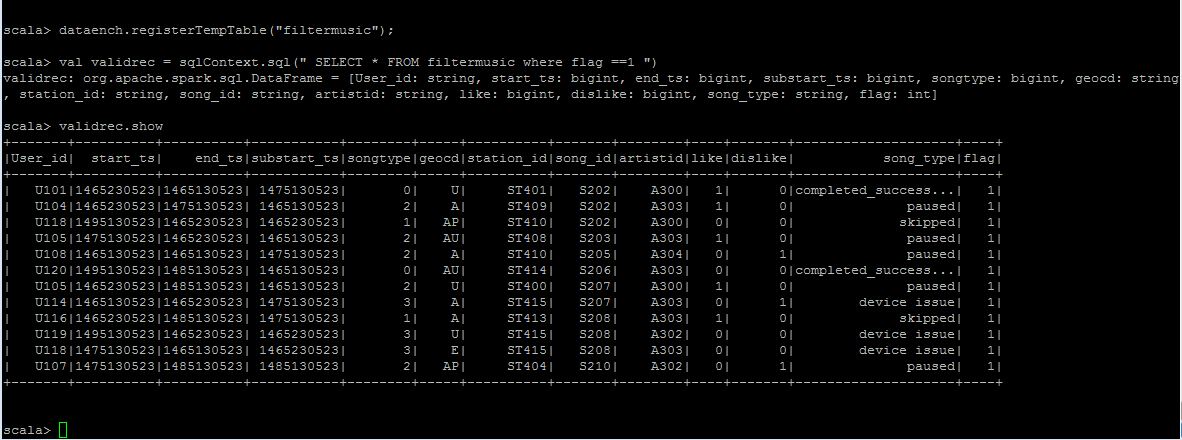 scala> dataench.registerTempTable("filtermusic");
scala> val validrec = sqlContext.sql(" SELECT * FROM filtermusic where flag ==1 ")
validrec: org.apache.spark.sql.DataFrame = [User_id: string, start_ts: bigint, end_ts: bigint, substart_ts: bigint, songtype: bigint, geocd: string
, station_id: string, song_id: string, artistid: string, like: bigint, dislike: bigint, song_type: string, flag: int]
scala> validrec.show
+-------+----------+----------+-----------+--------+-----+----------+-------+--------+----+-------+--------------------+----+
|User_id|  start_ts|    end_ts|substart_ts|songtype|geocd|station_id|song_id|artistid|like|dislike|           song_type|flag|
+-------+----------+----------+-----------+--------+-----+----------+-------+--------+----+-------+--------------------+----+
|   U101|1465230523|1465130523| 1475130523|       0|    U|     ST401|   S202|    A300|   1|      0|completed_success...|   1|
|   U104|1465230523|1475130523| 1465130523|       2|    A|     ST409|   S202|    A303|   1|      0|              paused|   1|
|   U118|1495130523|1465230523| 1465230523|       1|   AP|     ST410|   S202|    A300|   0|      0|             skipped|   1|
|   U105|1475130523|1465230523| 1465130523|       2|   AU|     ST408|   S203|    A303|   1|      0|              paused|   1|
|   U108|1465130523|1465130523| 1475130523|       2|    A|     ST410|   S205|    A304|   0|      1|              paused|   1|
|   U120|1495130523|1485130523| 1465130523|       0|   AU|     ST414|   S206|    A303|   0|      0|completed_success...|   1|
|   U105|1465230523|1485130523| 1465130523|       2|    U|     ST400|   S207|    A300|   1|      0|              paused|   1|
|   U114|1465130523|1465230523| 1475130523|       3|    A|     ST415|   S207|    A303|   0|      1|        device issue|   1|
|   U116|1465130523|1485130523| 1475130523|       1|    A|     ST413|   S208|    A303|   1|      0|             skipped|   1|
|   U119|1495130523|1465230523| 1465230523|       3|    U|     ST415|   S208|    A302|   0|      0|        device issue|   1|
|   U118|1475130523|1465130523| 1465230523|       3|    E|     ST415|   S208|    A303|   1|      0|        device issue|   1|
|   U107|1475130523|1485130523| 1485130523|       2|   AP|     ST404|   S210|    A302|   0|      1|              paused|   1|
+-------+----------+----------+-----------+--------+-----+----------+-------+--------+----+-------+--------------------+----+
scala>